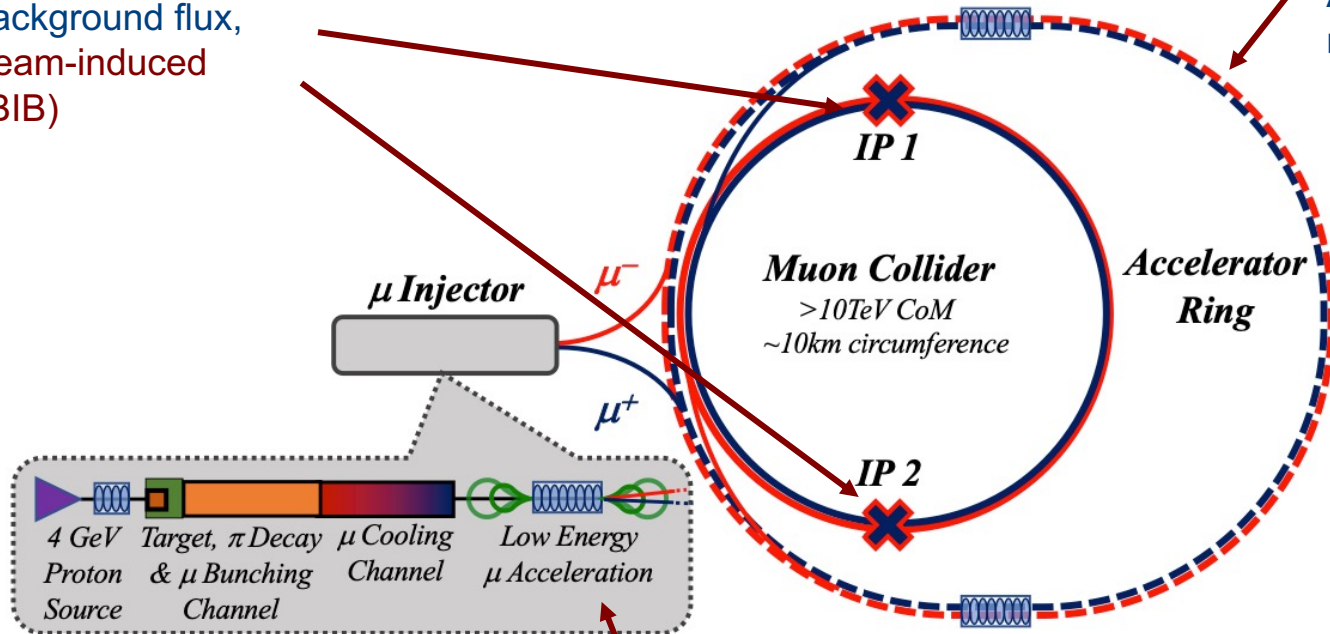 ackground flux,
eam-induced
BIB)
IP 1
μ Injector
μ⁻
μ⁺
Muon Collider
>10TeV CoM
~10km circumference
Accelerator
Ring
IP 2
4 GeV
Proton
Source
Target, π Decay
& μ Bunching
Channel
μ Cooling
Channel
Low Energy
μ Acceleration